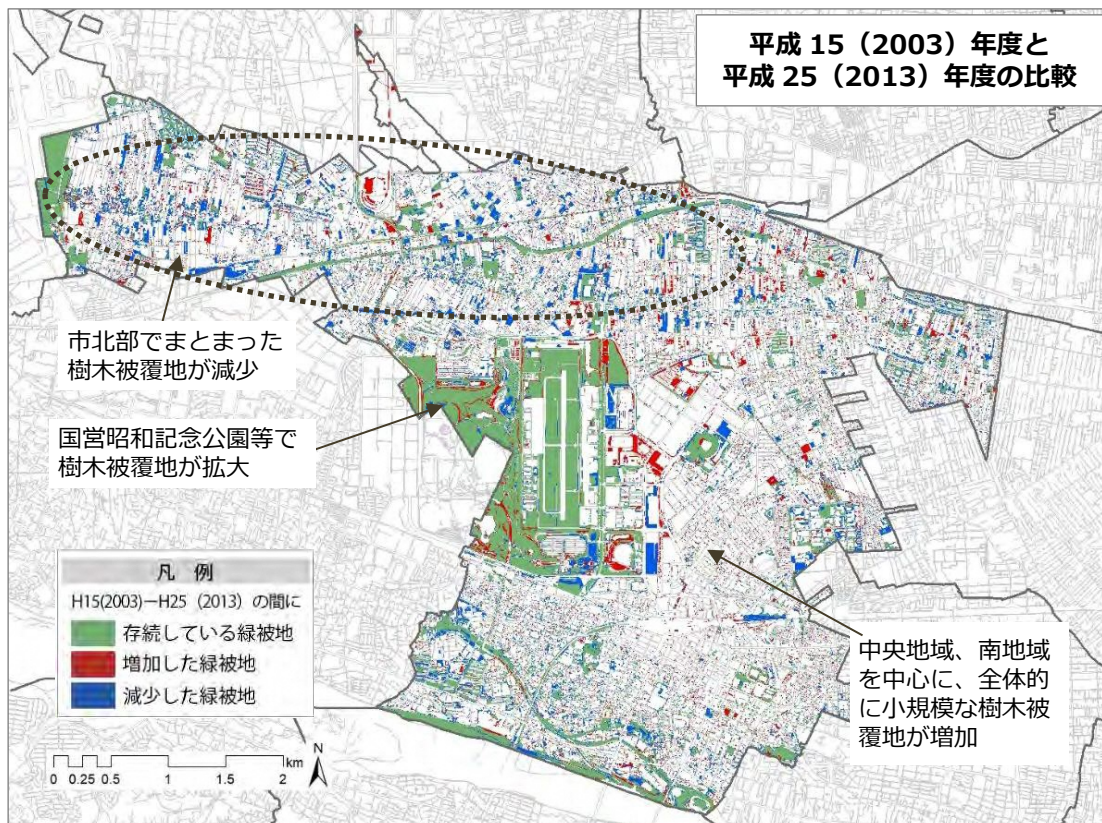 平成 15（2003）年度と
平成 25（2013）年度の比較
市北部でまとまった
樹木被覆地が減少
国営昭和記念公園等で
樹木被覆地が拡大
凡 例
H15(2003)ーH25（2013）の間に
存続している緑被地
増加した緑被地
減少した緑被地
中央地域、南地域
を中心に、全体的
に小規模な樹木被
覆地が増加
km
N
0 0.25 0.5 1 1.5 2